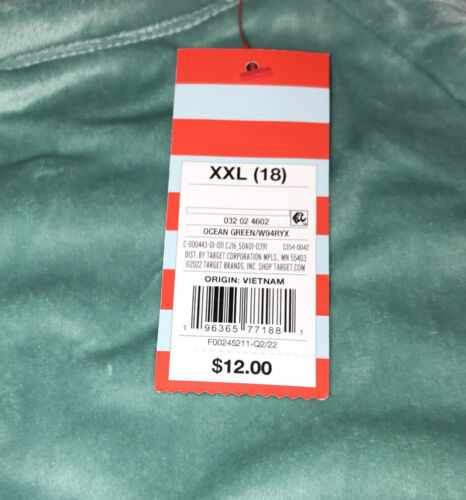 XXL (18)
032 02 4602
OCEAN GREEN/W94RYX
C-000443-01-011 CJ16_50A01-0391 S354-0042
DIST. BY TARGET CORPORATION MPLS., MN 55403
©2022 TARGET BRANDS, INC. SHOP TARGET.COM
ORIGIN: VIETNAM
1 96365 77188 1
F00245211-Q2/22
$12.00